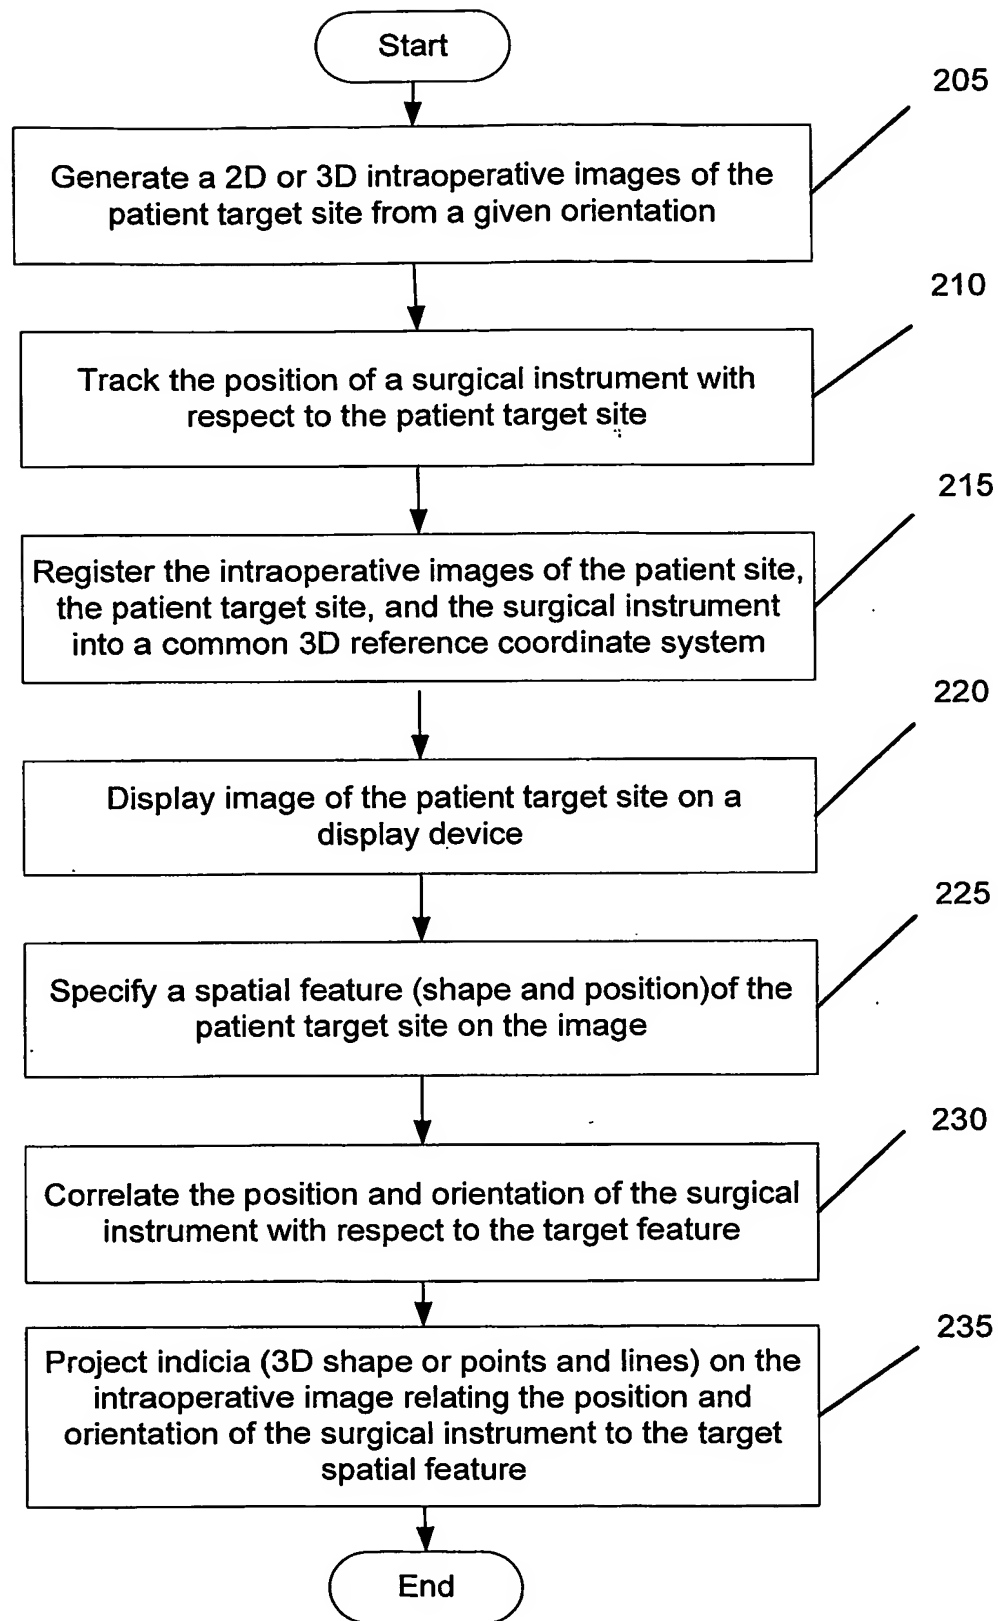 Start
205
Generate a 2D or 3D intraoperative images of the
patient target site from a given orientation
210
Track the position of a surgical instrument with
respect to the patient target site
215
Register the intraoperative images of the patient site,
the patient target site, and the surgical instrument
into a common 3D reference coordinate system
220
Display image of the patient target site on a
display device
225
Specify a spatial feature (shape and position)of the
patient target site on the image
230
Correlate the position and orientation of the surgical
instrument with respect to the target feature
235
Project indicia (3D shape or points and lines) on the
intraoperative image relating the position and
orientation of the surgical instrument to the target
spatial feature
End